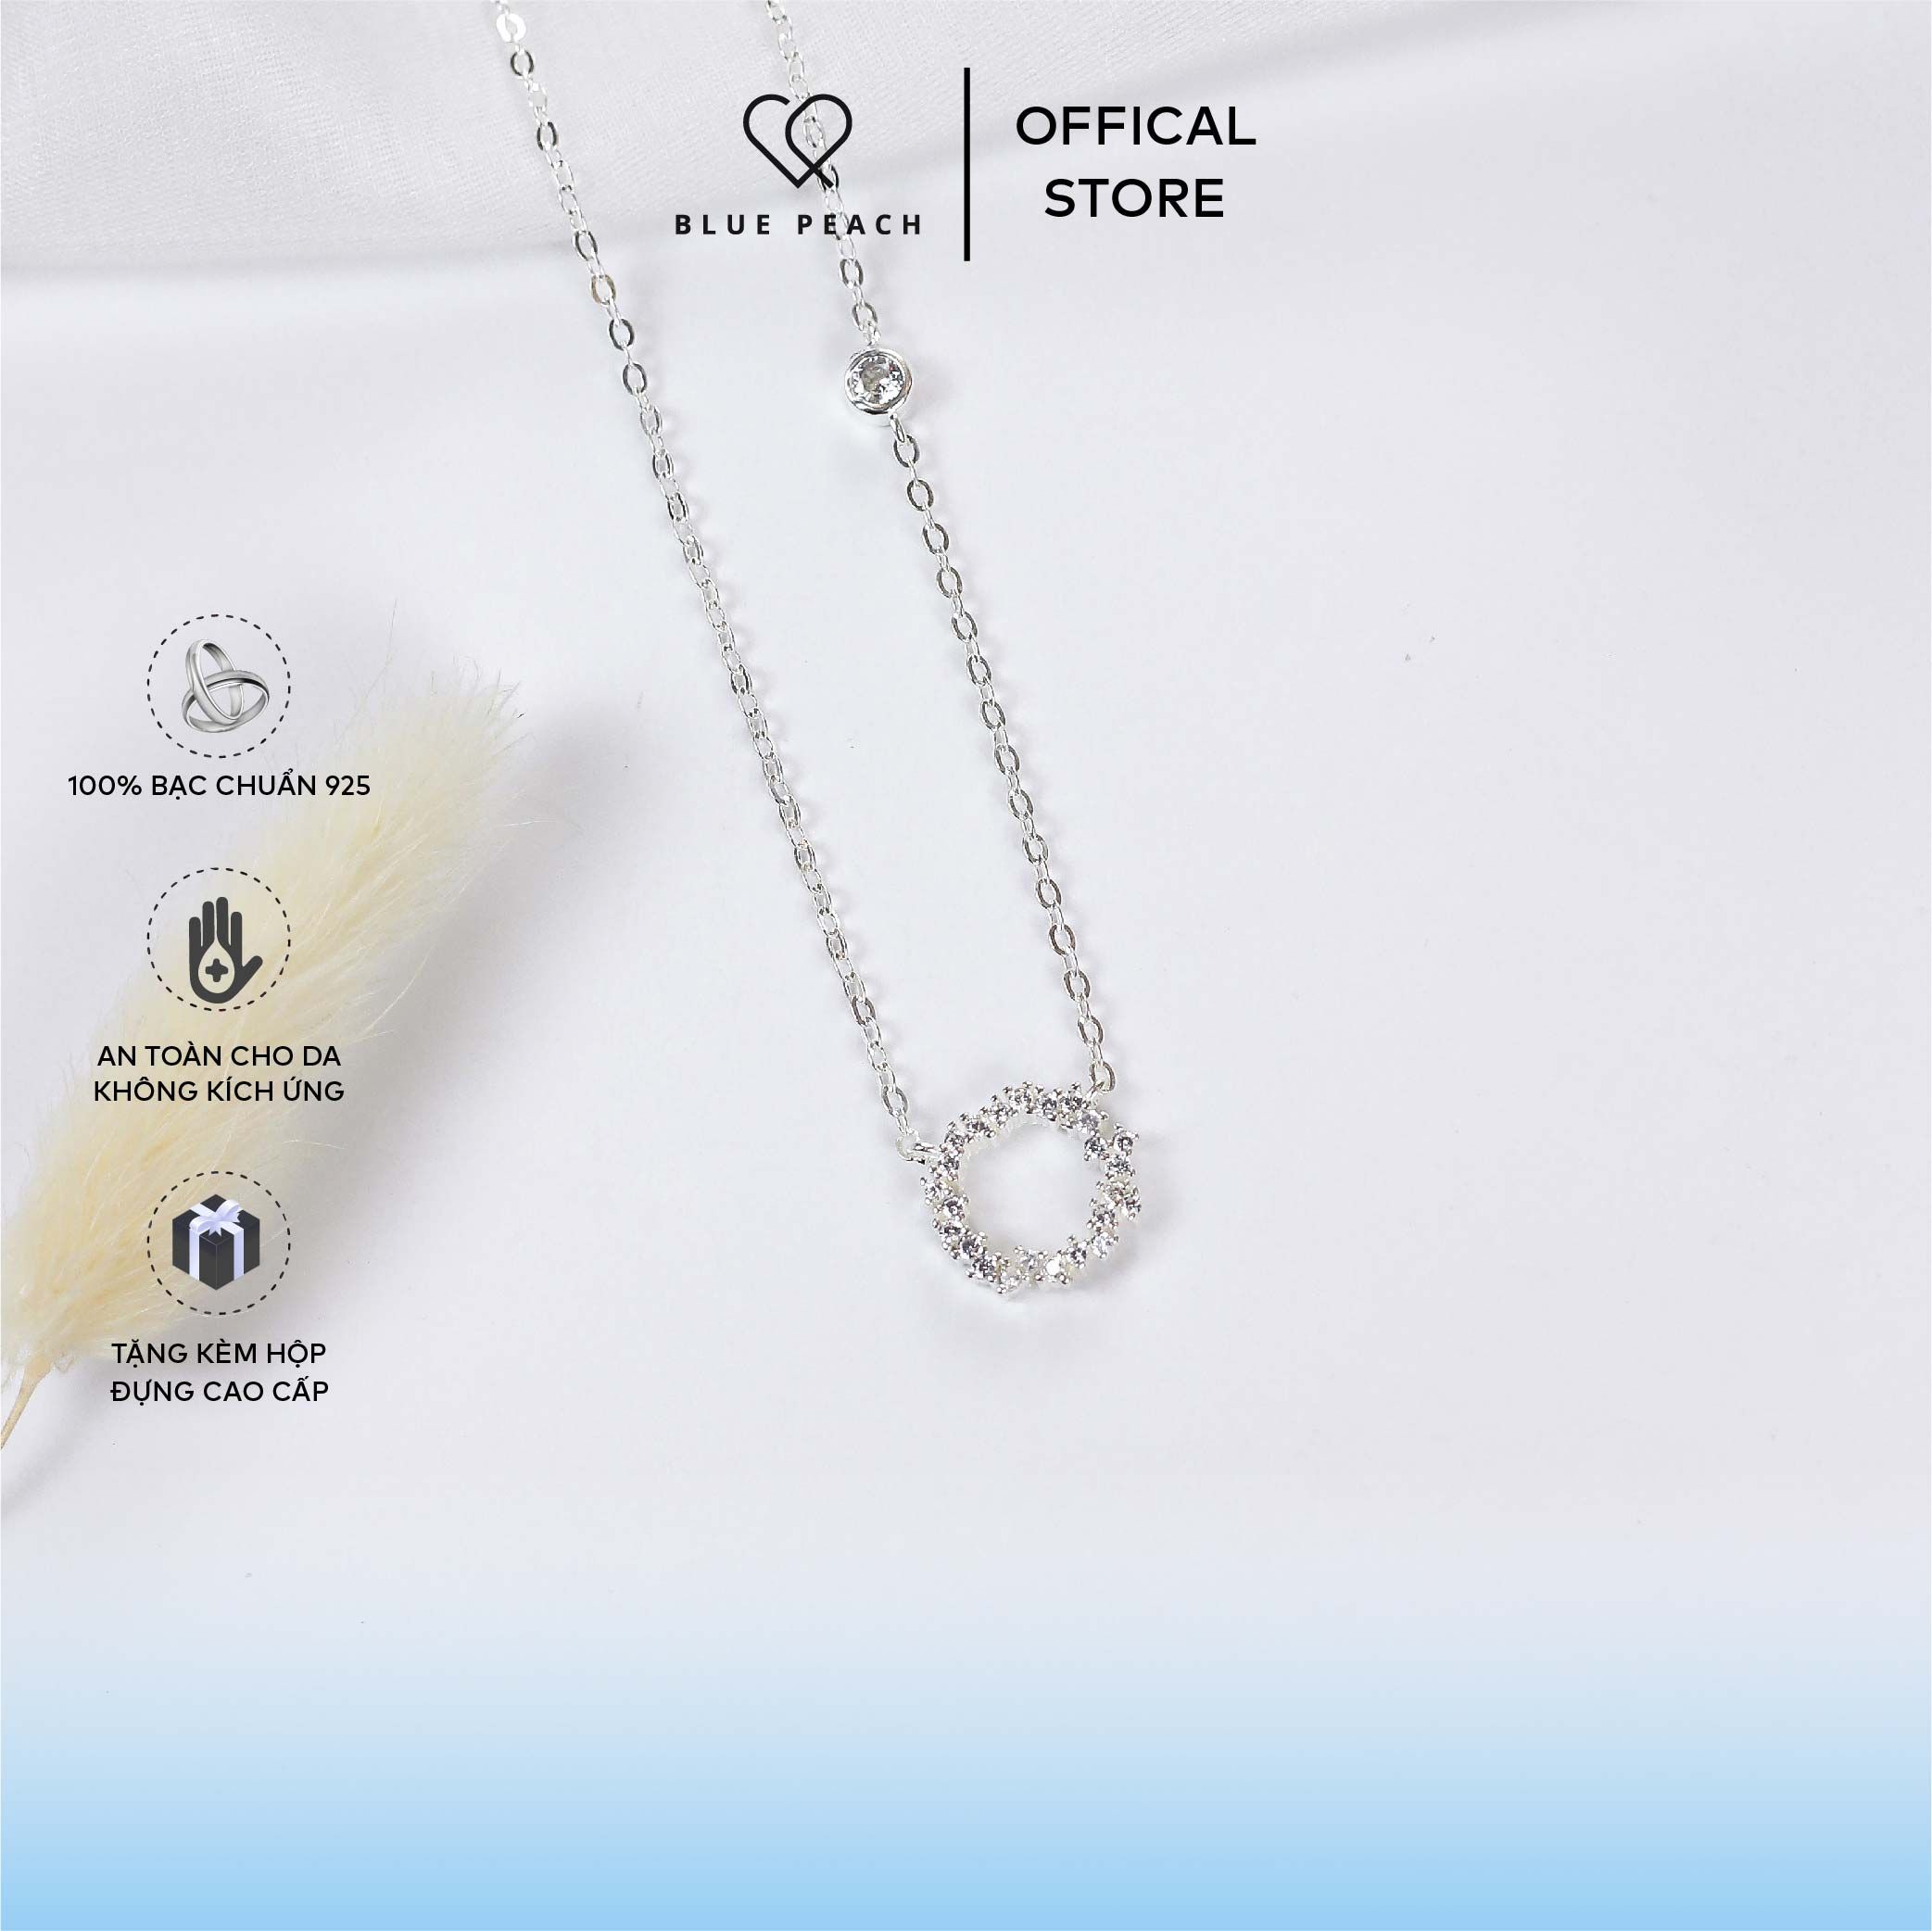 BLUE PEACH
OFFICAL
STORE
100% BẠC CHUẨN 925
AN TOÀN CHO DA
KHÔNG KÍCH ỨNG
TẶNG KÈM HỘP
ĐỰNG CAO CẤP